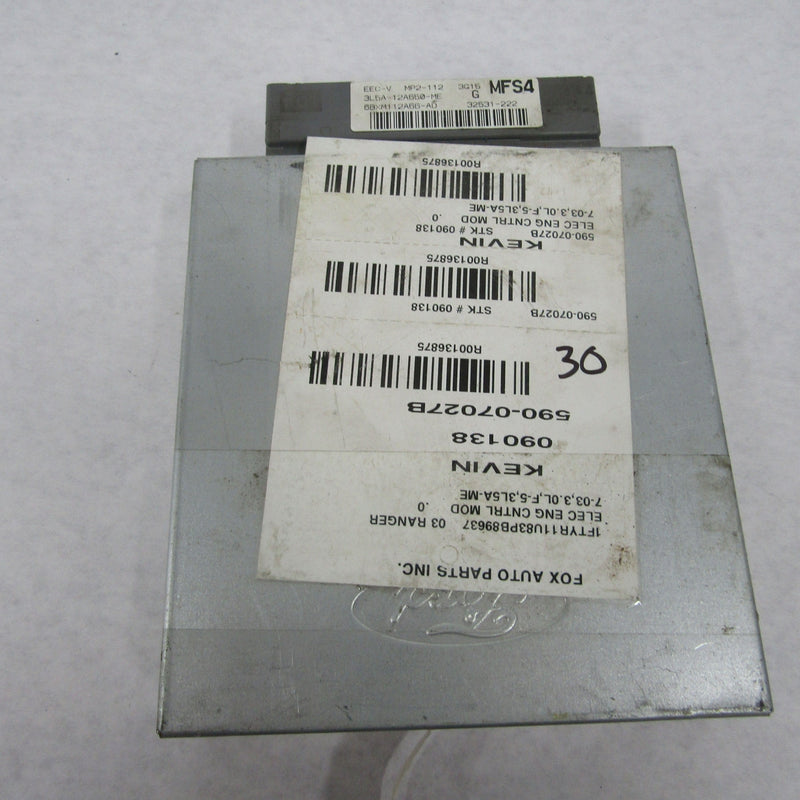 EEC-V MP2-112 3G15 MFS4
3L5A-12A650-ME G
32531-222
FOX AUTO PARTS INC.
1FTYR11U83PB89637 03 RANGER
ELEC ENG CNTRL MOD .0
7-03,3.0L,F-5,3L5A-ME
KEVIN
090138
590-07027B
R00136875
30
590-07027B STK # 090138
R00136875
KEVIN
590-07027B STK # 090138
ELEC ENG CNTRL MOD .0
7-03,3.0L,F-5,3L5A-ME
R00136875